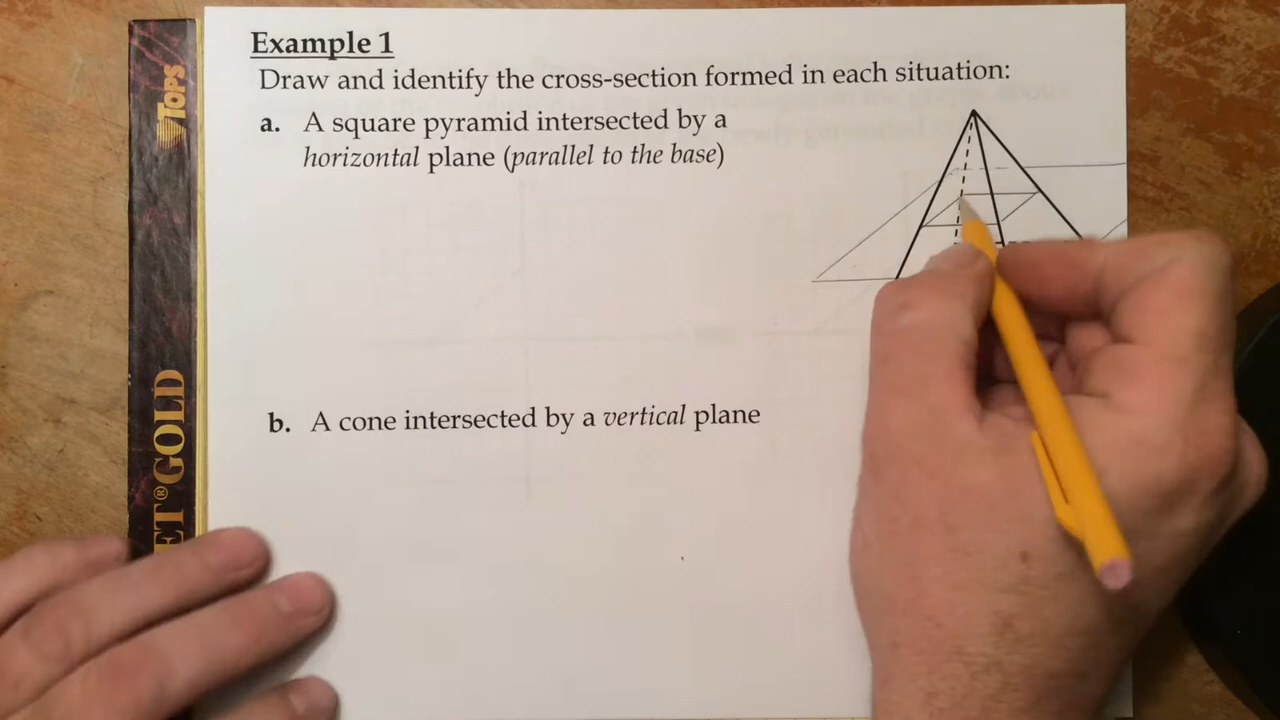 Example 1
Draw and identify the cross-section formed in each situation:
a. A square pyramid intersected by a
horizontal plane (parallel to the base)
b. A cone intersected by a vertical plane
TOPS
GOLD